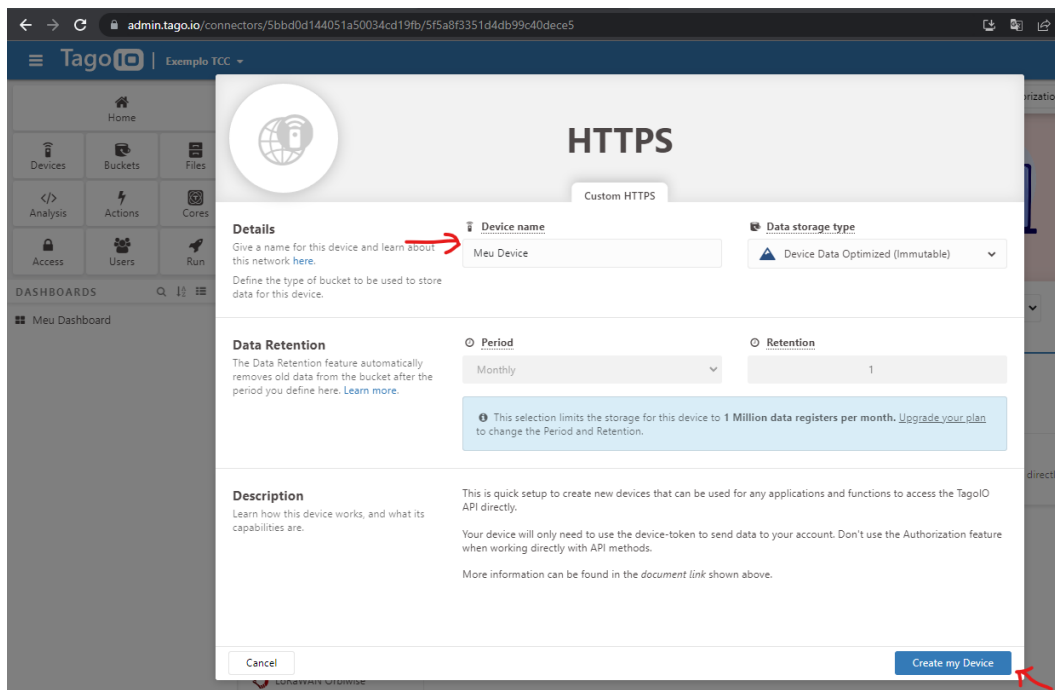 admin.tago.io/connectors/5bbd0d144051a50034cd19fb/5f5a8f3351d4db99c40dece5
TagoIO | Exemplo TCC
Home
Devices
Buckets
Files
Analysis
Actions
Cores
Access
Users
Run
DASHBOARDS
Meu Dashboard
HTTPS
Custom HTTPS
Details
Give a name for this device and learn about
this network here.
Define the type of bucket to be used to store
data for this device.
Device name
Meu Device
Data storage type
Device Data Optimized (Immutable)
Data Retention
The Data Retention feature automatically
removes old data from the bucket after the
period you define here. Learn more.
Period
Monthly
Retention
1
This selection limits the storage for this device to 1 Million data registers per month. Upgrade your plan
to change the Period and Retention.
Description
Learn how this device works, and what its
capabilities are.
This is quick setup to create new devices that can be used for any applications and functions to access the TagoIO
API directly.
Your device will only need to use the device-token to send data to your account. Don't use the Authorization feature
when working directly with API methods.
More information can be found in the document link shown above.
Cancel
Create my Device